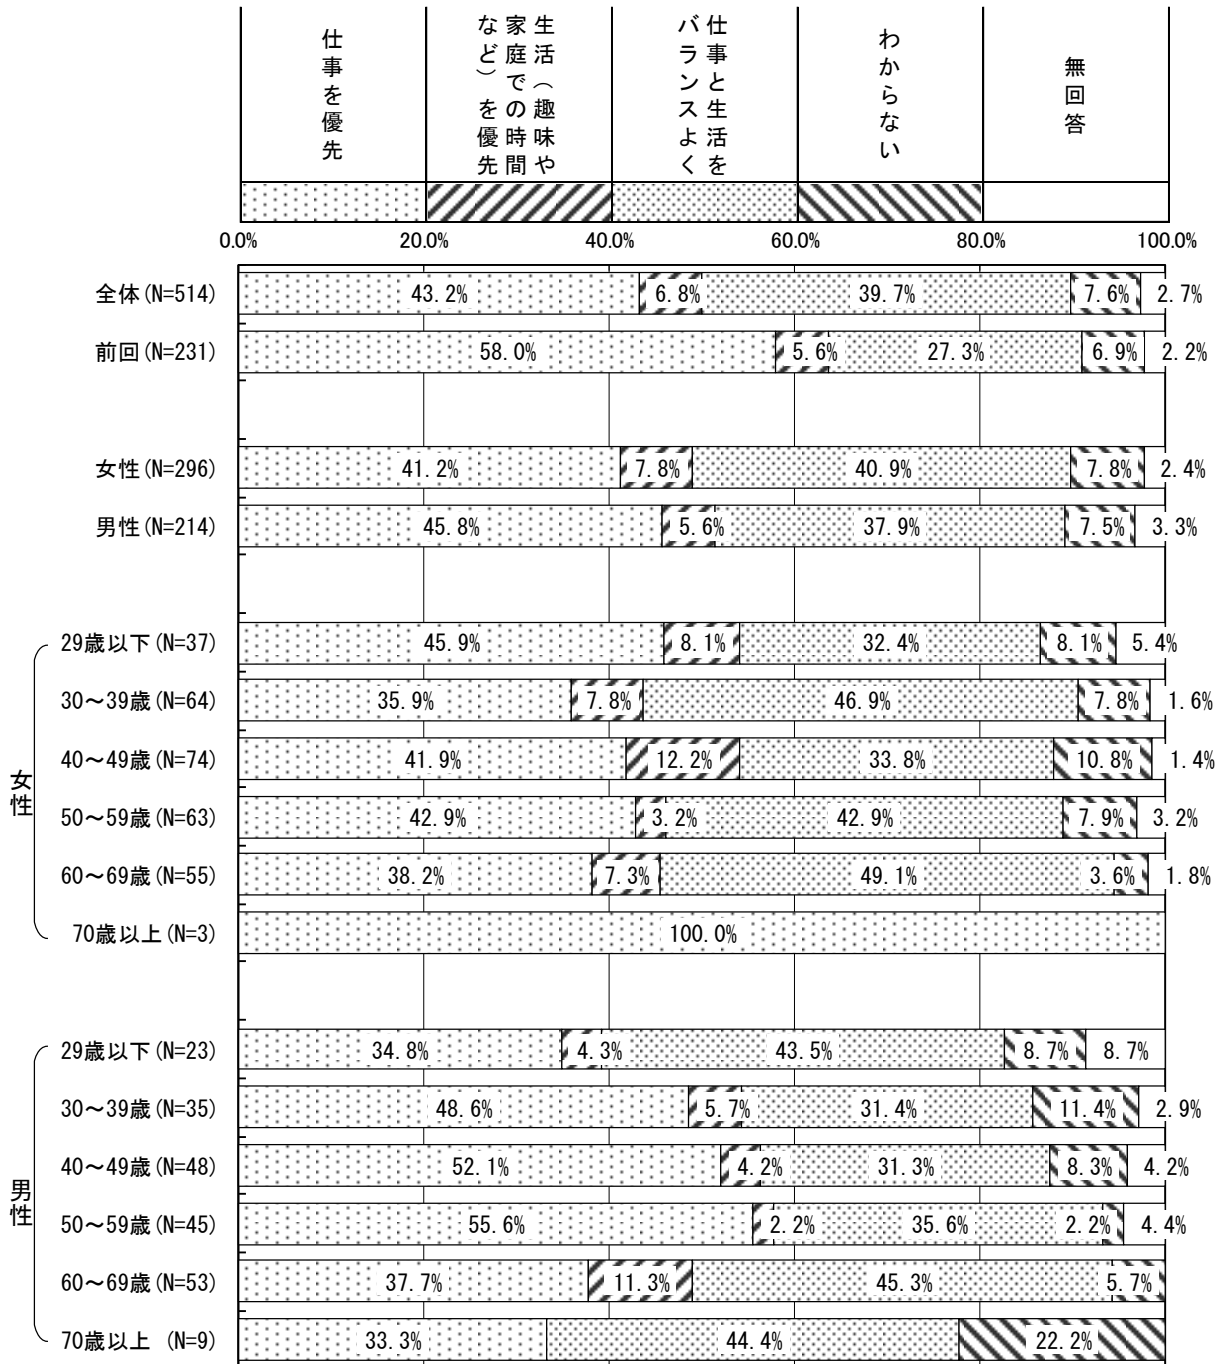 仕事を優先
生活（趣味や
家庭での時間
など）を優先
仕事と生活を
バランスよく
わからない
無回答
0.0% 20.0% 40.0% 60.0% 80.0% 100.0%
全体(N=514) 43.2% 6.8% 39.7% 7.6% 2.7%
前回(N=231) 58.0% 5.6% 27.3% 6.9% 2.2%
女性(N=296) 41.2% 7.8% 40.9% 7.8% 2.4%
男性(N=214) 45.8% 5.6% 37.9% 7.5% 3.3%
女性
29歳以下(N=37) 45.9% 8.1% 32.4% 8.1% 5.4%
30～39歳(N=64) 35.9% 7.8% 46.9% 7.8% 1.6%
40～49歳(N=74) 41.9% 12.2% 33.8% 10.8% 1.4%
50～59歳(N=63) 42.9% 3.2% 42.9% 7.9% 3.2%
60～69歳(N=55) 38.2% 7.3% 49.1% 3.6% 1.8%
70歳以上(N=3) 100.0%
男性
29歳以下(N=23) 34.8% 4.3% 43.5% 8.7% 8.7%
30～39歳(N=35) 48.6% 5.7% 31.4% 11.4% 2.9%
40～49歳(N=48) 52.1% 4.2% 31.3% 8.3% 4.2%
50～59歳(N=45) 55.6% 2.2% 35.6% 2.2% 4.4%
60～69歳(N=53) 37.7% 11.3% 45.3% 5.7%
70歳以上 (N=9) 33.3% 44.4% 22.2%